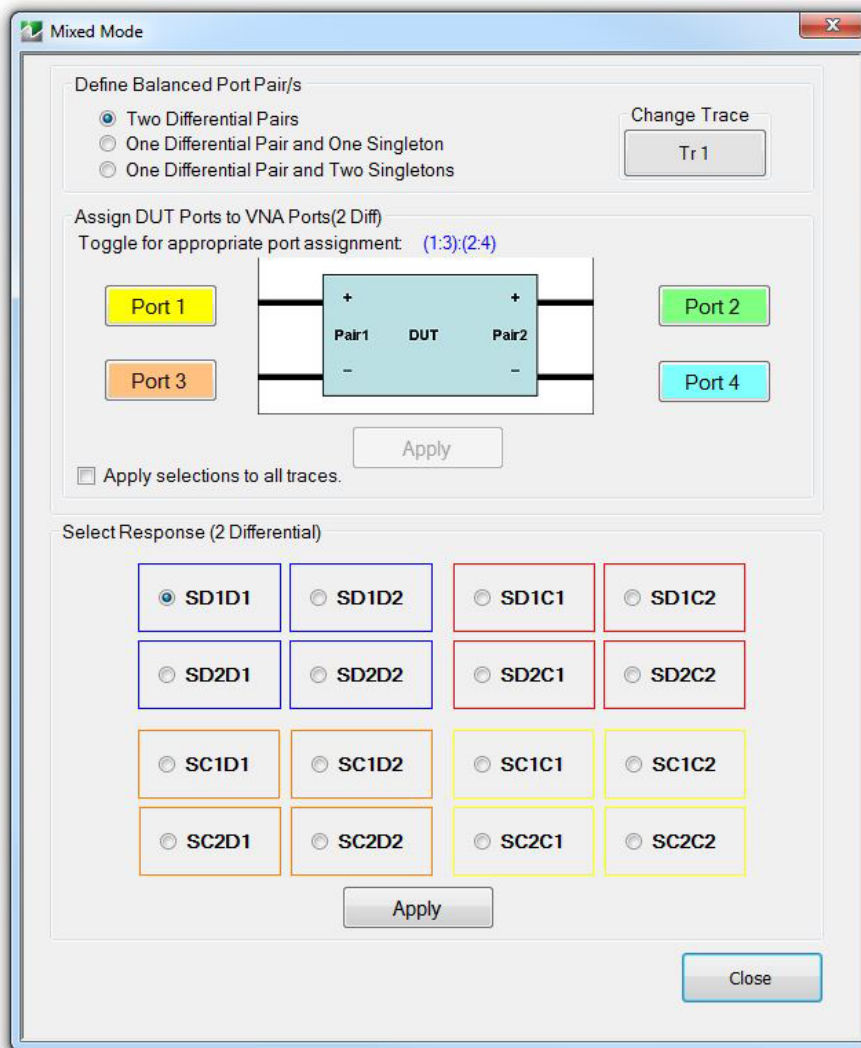 Mixed Mode
Define Balanced Port Pair/s
Two Differential Pairs
One Differential Pair and One Singleton
One Differential Pair and Two Singletons
Change Trace
Tr 1
Assign DUT Ports to VNA Ports(2 Diff)
Toggle for appropriate port assignment: (1:3):(2:4)
Port 1
+ +
Port 2
Pair1 DUT Pair2
Port 3
− −
Port 4
Apply
Apply selections to all traces.
Select Response (2 Differential)
SD1D1 SD1D2 SD1C1 SD1C2
SD2D1 SD2D2 SD2C1 SD2C2
SC1D1 SC1D2 SC1C1 SC1C2
SC2D1 SC2D2 SC2C1 SC2C2
Apply
Close